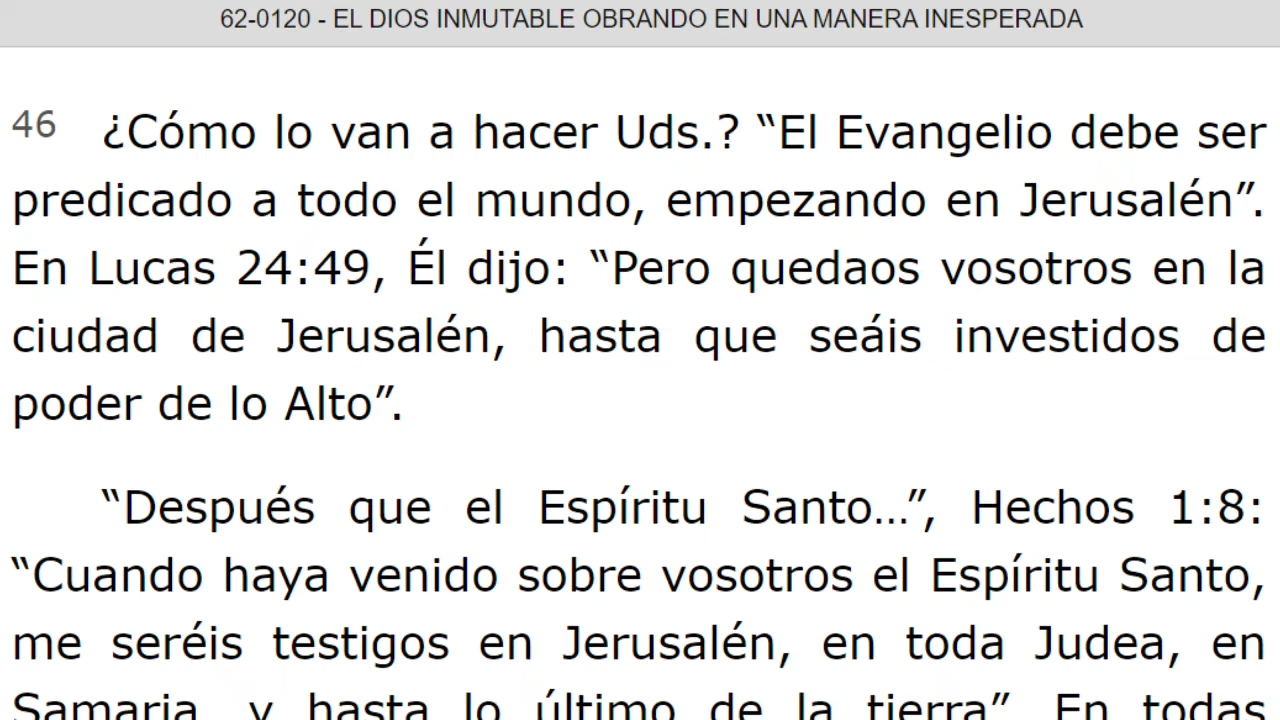 62-0120 - EL DIOS INMUTABLE OBRANDO EN UNA MANERA INESPERADA
46 ¿Cómo lo van a hacer Uds.? “El Evangelio debe ser
predicado a todo el mundo, empezando en Jerusalén”.
En Lucas 24:49, Él dijo: “Pero quedaos vosotros en la
ciudad de Jerusalén, hasta que seáis investidos de
poder de lo Alto”.
“Después que el Espíritu Santo…”, Hechos 1:8:
“Cuando haya venido sobre vosotros el Espíritu Santo,
me seréis testigos en Jerusalén, en toda Judea, en
Samaria, y hasta lo último de la tierra”. En todas